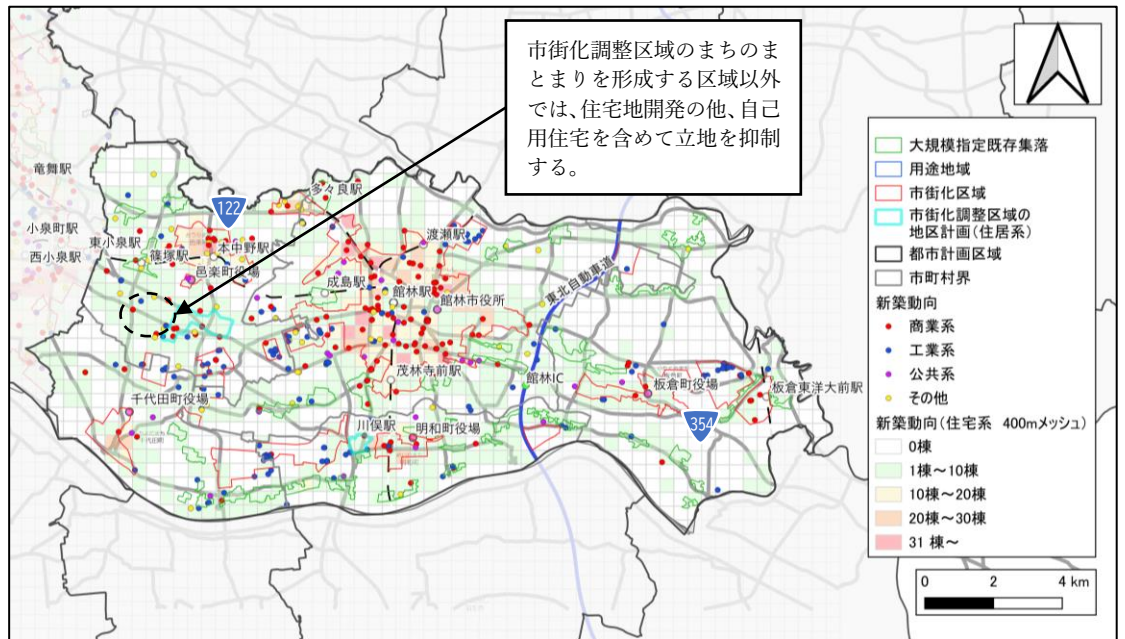 市街化調整区域のまちのま
とまりを形成する区域以外
では、住宅地開発の他、自己
用住宅を含めて立地を抑制
する。
竜舞駅
多々良駅
122
小泉町駅
東小泉駅
西小泉駅
篠塚駅
本中野駅
邑楽町役場
渡瀬駅
成島駅
館林駅
館林市役所
東北自動車道
茂林寺前駅
館林IC
板倉町役場
板倉東洋大前駅
千代田町役場
川俣駅
明和町役場
354
大規模指定既存集落
用途地域
市街化区域
市街化調整区域の
地区計画(住居系)
都市計画区域
市町村界
新築動向
商業系
工業系
公共系
その他
新築動向(住宅系 400mメッシュ)
0棟
1棟～10棟
10棟～20棟
20棟～30棟
31 棟～
0 2 4 km